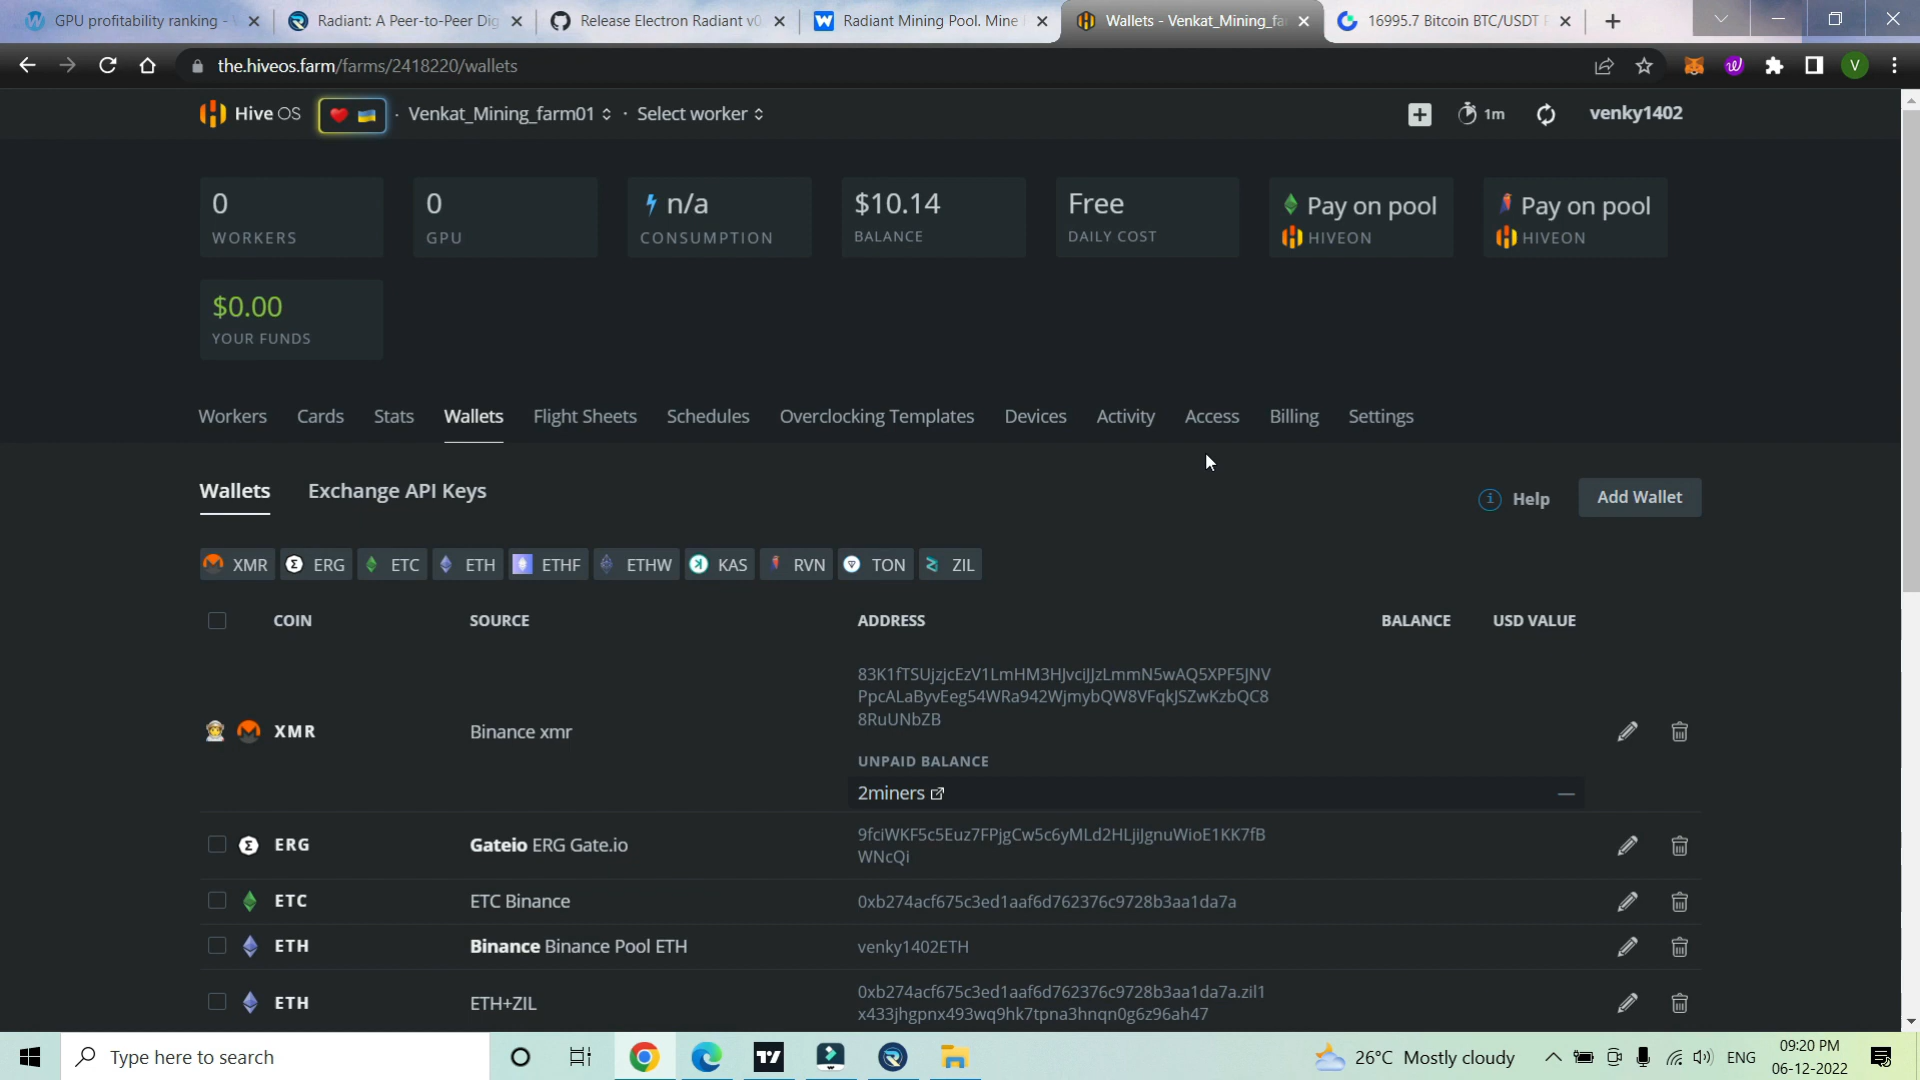 GPU profitability ranking - W
Radiant: A Peer-to-Peer Dig
Release Electron Radiant v0
Radiant Mining Pool. Mine
Wallets - Venkat_Mining_fa
16995.7 Bitcoin BTC/USDT
the.hiveos.farm/farms/2418220/wallets
V
Hive OS · Venkat_Mining_farm01 · Select worker
1m
venky1402
0
WORKERS
0
GPU
n/a
CONSUMPTION
$10.14
BALANCE
Free
DAILY COST
Pay on pool
HIVEON
Pay on pool
HIVEON
$0.00
YOUR FUNDS
Workers Cards Stats Wallets Flight Sheets Schedules Overclocking Templates Devices Activity Access Billing Settings
Wallets Exchange API Keys
Help Add Wallet
XMR ERG ETC ETH ETHF ETHW KAS RVN TON ZIL
COIN SOURCE ADDRESS BALANCE USD VALUE
83K1fTSUjzjcEzV1LmHM3HJvciJJzLmmN5wAQ5XPF5JNV
PpcALaByvEeg54WRa942WjmybQW8VFqkJSZwKzbQC8
8RuUNbZB
XMR Binance xmr
UNPAID BALANCE
2miners —
ERG Gateio ERG Gate.io
9fciWKF5c5Euz7FPjgCw5c6yMLd2HLjiJgnuWioE1KK7fB
WNcQi
ETC ETC Binance 0xb274acf675c3ed1aaf6d762376c9728b3aa1da7a
ETH Binance Binance Pool ETH venky1402ETH
ETH ETH+ZIL
0xb274acf675c3ed1aaf6d762376c9728b3aa1da7a.zil1
x433jhgpnx493wq9hk7tpna3hnqn0g6z96ah47
Type here to search
26°C Mostly cloudy
ENG
09:20 PM
06-12-2022